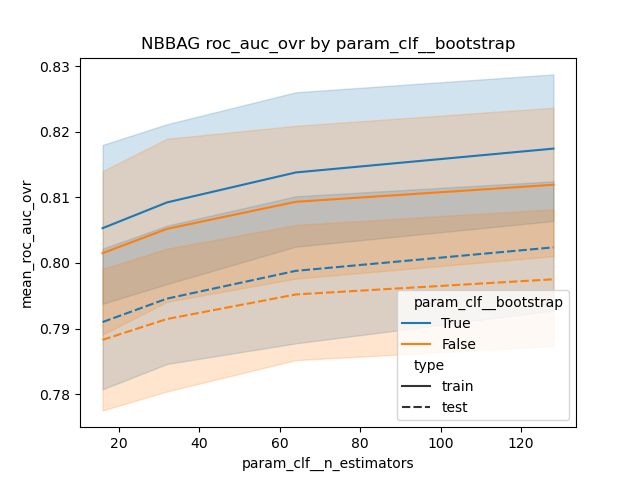 NBBAG roc_auc_ovr by param_clf__bootstrap
mean_roc_auc_ovr
0.83
0.82
0.81
0.80
0.79
0.78
param_clf__bootstrap
True
False
type
train
test
20
40
60
80
100
120
param_clf__n_estimators